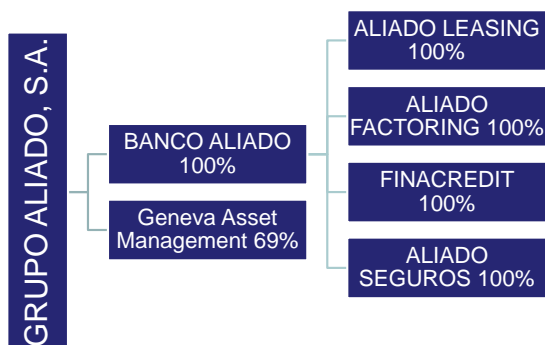 GRUPO ALIADO, S.A.
BANCO ALIADO
100%
Geneva Asset
Management 69%
ALIADO LEASING
100%
ALIADO
FACTORING 100%
FINACREDIT
100%
ALIADO
SEGUROS 100%